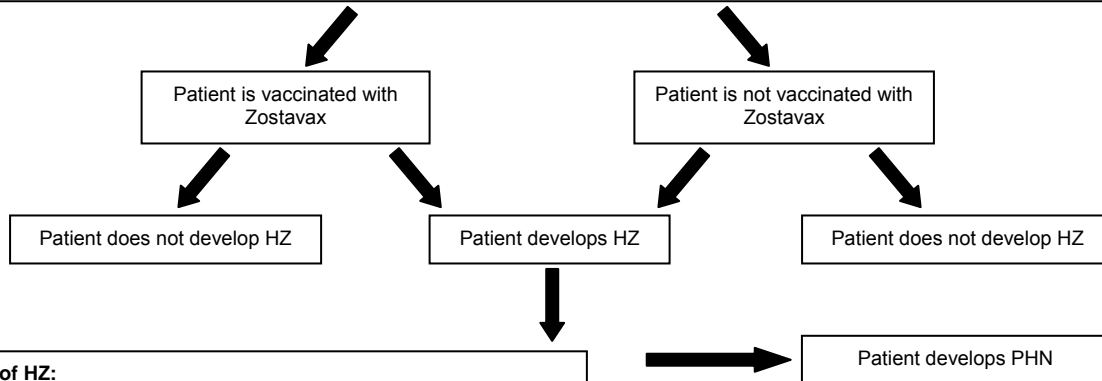 Patient is vaccinated with
Zostavax
Patient is not vaccinated with
Zostavax
Patient does not develop HZ
Patient develops HZ
Patient does not develop HZ
of HZ:
Patient develops PHN